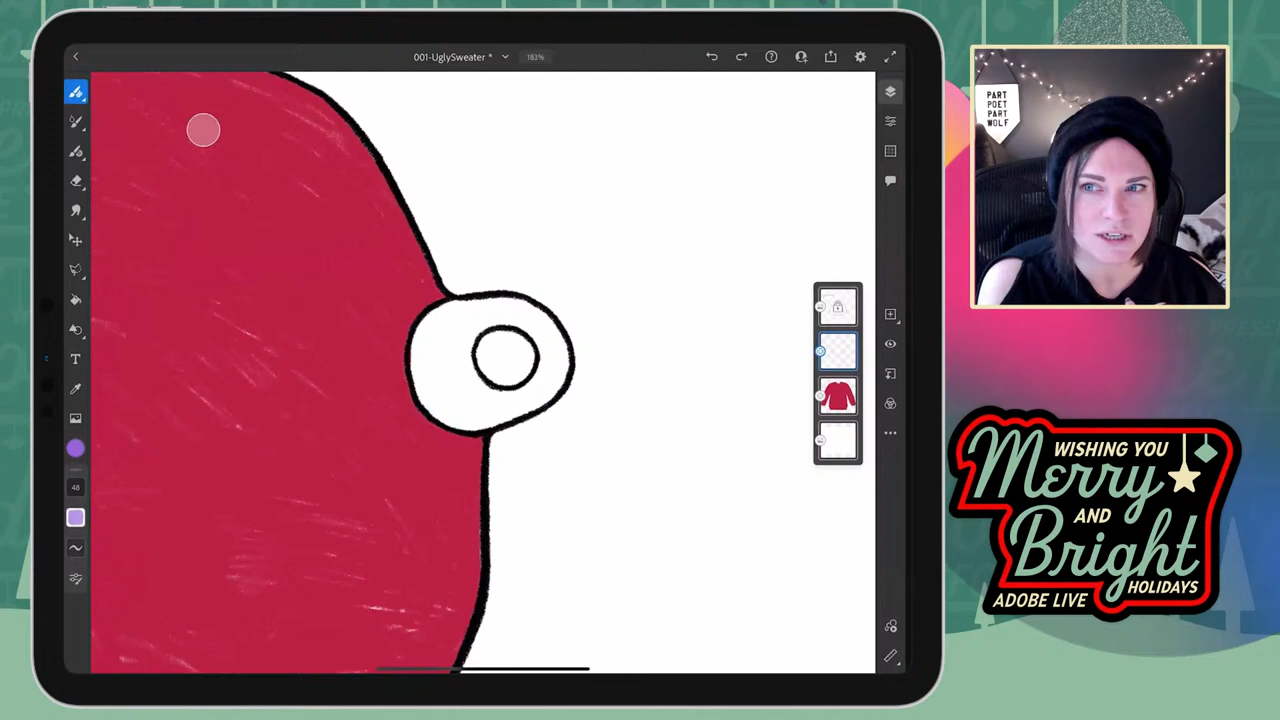 001-UglySweater *
183%
T
48
PART
POET
PART
WOLF
WISHING YOU
Merry
AND
Bright
HOLIDAYS
ADOBE LIVE